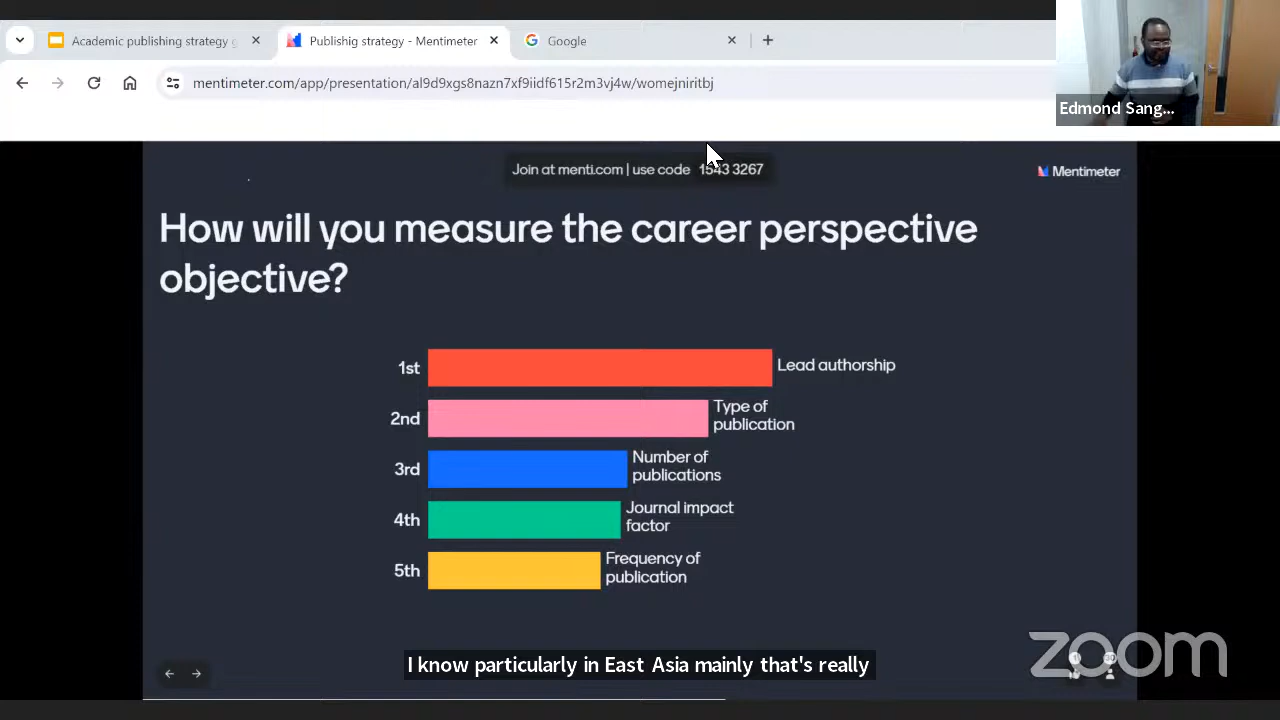 Academic publishing strategy g
Publishig strategy - Mentimeter
Google
mentimeter.com/app/presentation/al9d9xgs8nazn7xf9iidf615r2m3vj4w/womejniritbj
Edmond Sang...
Join at menti.com | use code 1543 3267
Mentimeter
How will you measure the career perspective
objective?
1st
Lead authorship
2nd
Type of
publication
3rd
Number of
publications
4th
Journal impact
factor
5th
Frequency of
publication
I know particularly in East Asia mainly that's really
zoom